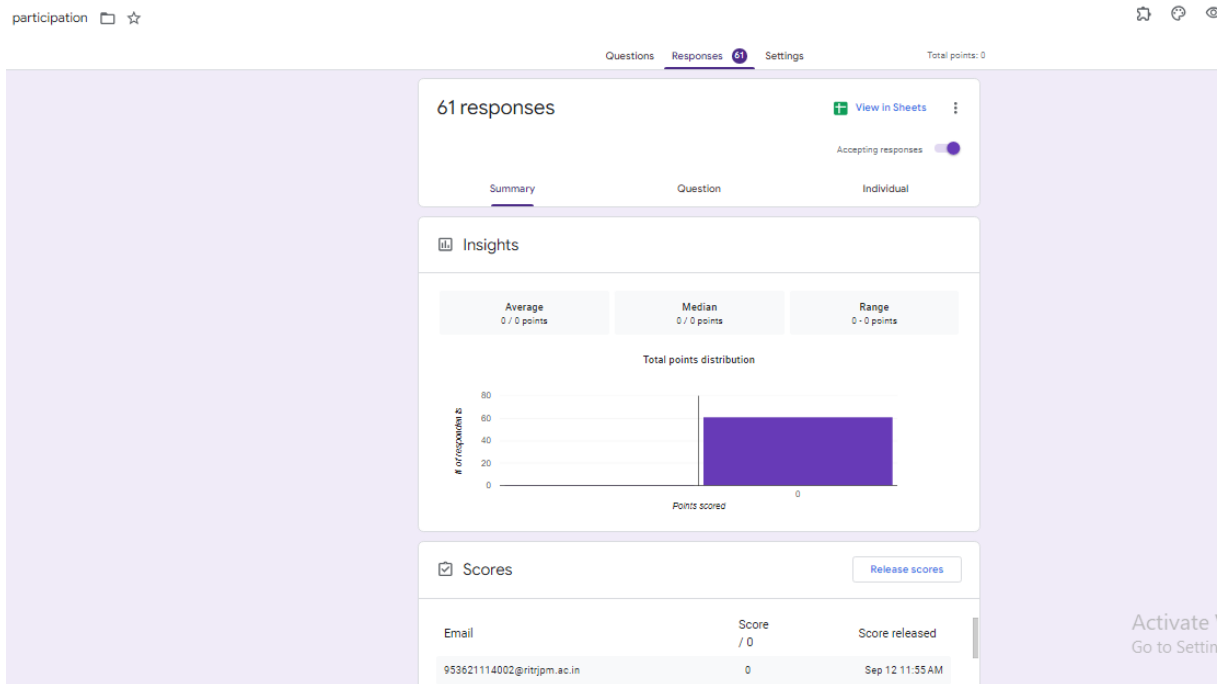 participation
Questions Responses 61 Settings Total points: 0
61 responses View in Sheets
Accepting responses
Summary Question Individual
Insights
Average Median Range
0 / 0 points 0 / 0 points 0 - 0 points
Total points distribution
80
60
40
20
0
# of respondents
0
Points scored
Scores Release scores
Email Score / 0 Score released
953621114002@ritrjpm.ac.in 0 Sep 12 11:55 AM
Activate
Go to Settin